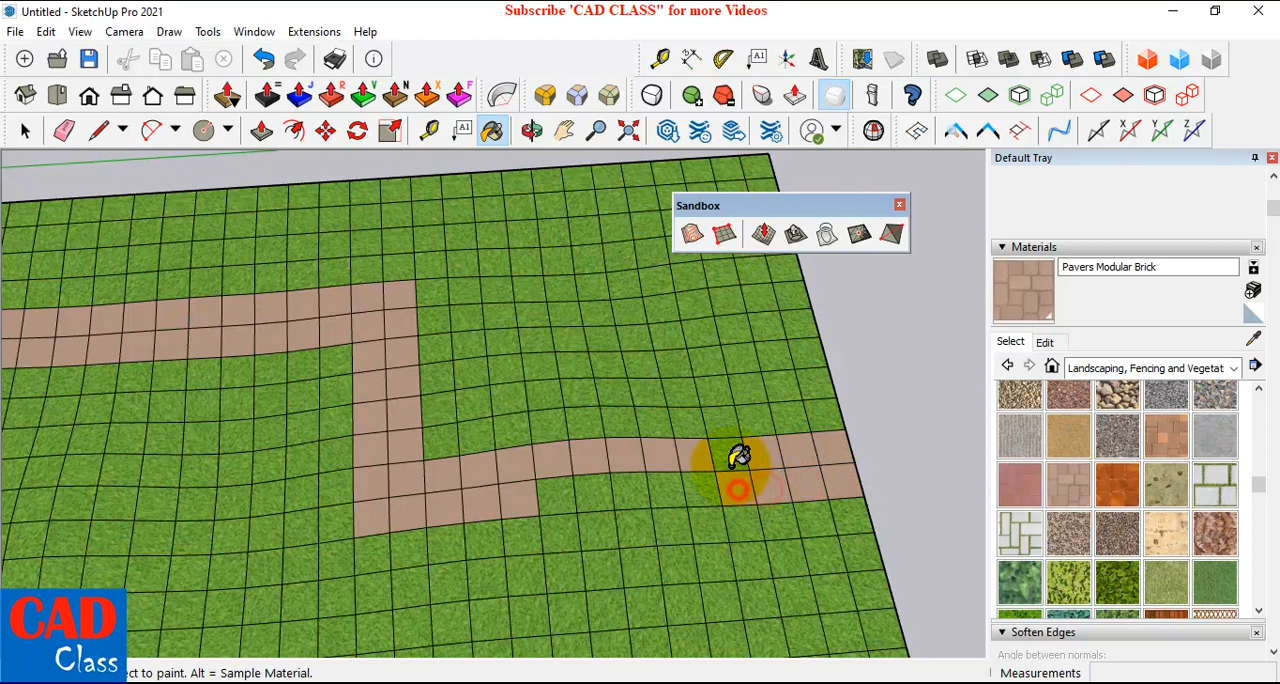 Untitled - SketchUp Pro 2021
Subscribe 'CAD CLASS" for more Videos
File Edit View Camera Draw Tools Window Extensions Help
Default Tray
Sandbox
Materials
Pavers Modular Brick
Select Edit
Landscaping, Fencing and Vegetat
Soften Edges
Angle between normals:
CAD
Class
ct to paint. Alt = Sample Material.
Measurements